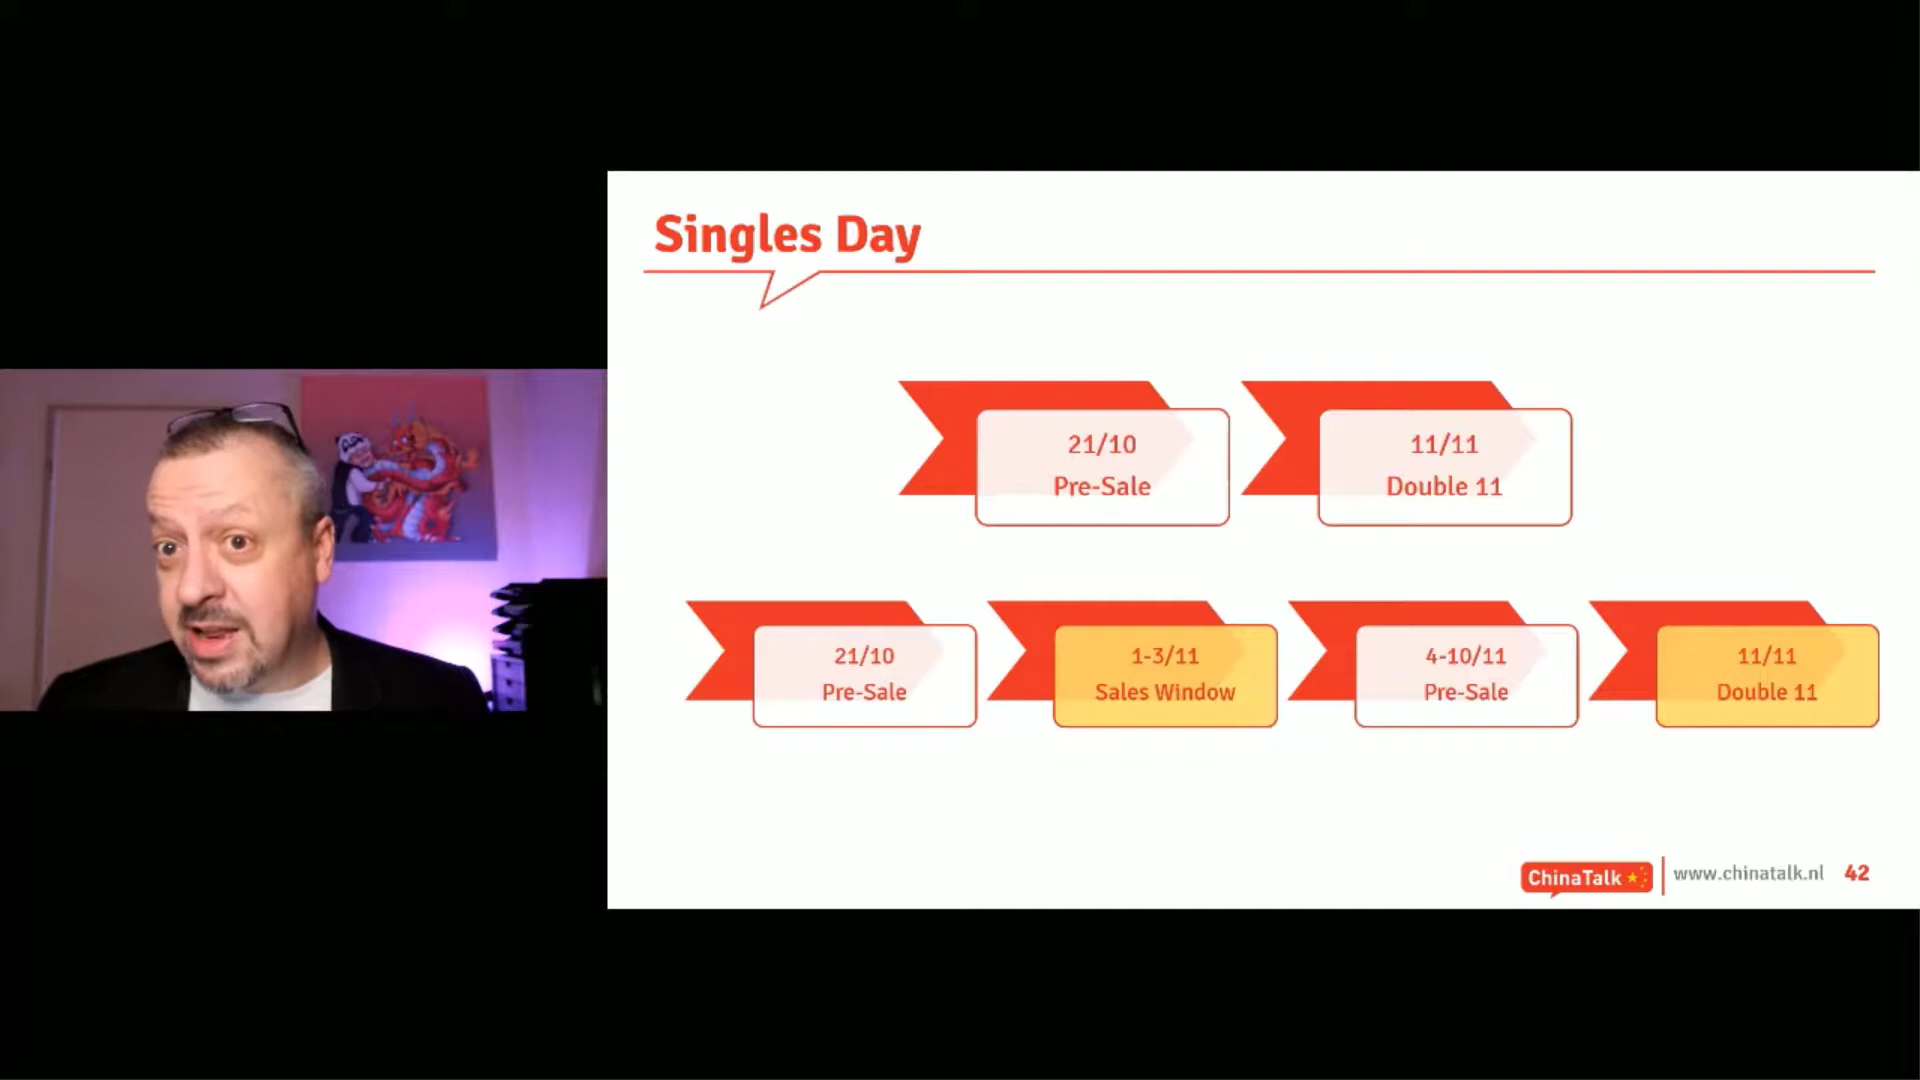 Singles Day
21/10
Pre-Sale
11/11
Double 11
21/10
Pre-Sale
1-3/11
Sales Window
4-10/11
Pre-Sale
11/11
Double 11
ChinaTalk
www.chinatalk.nl
42